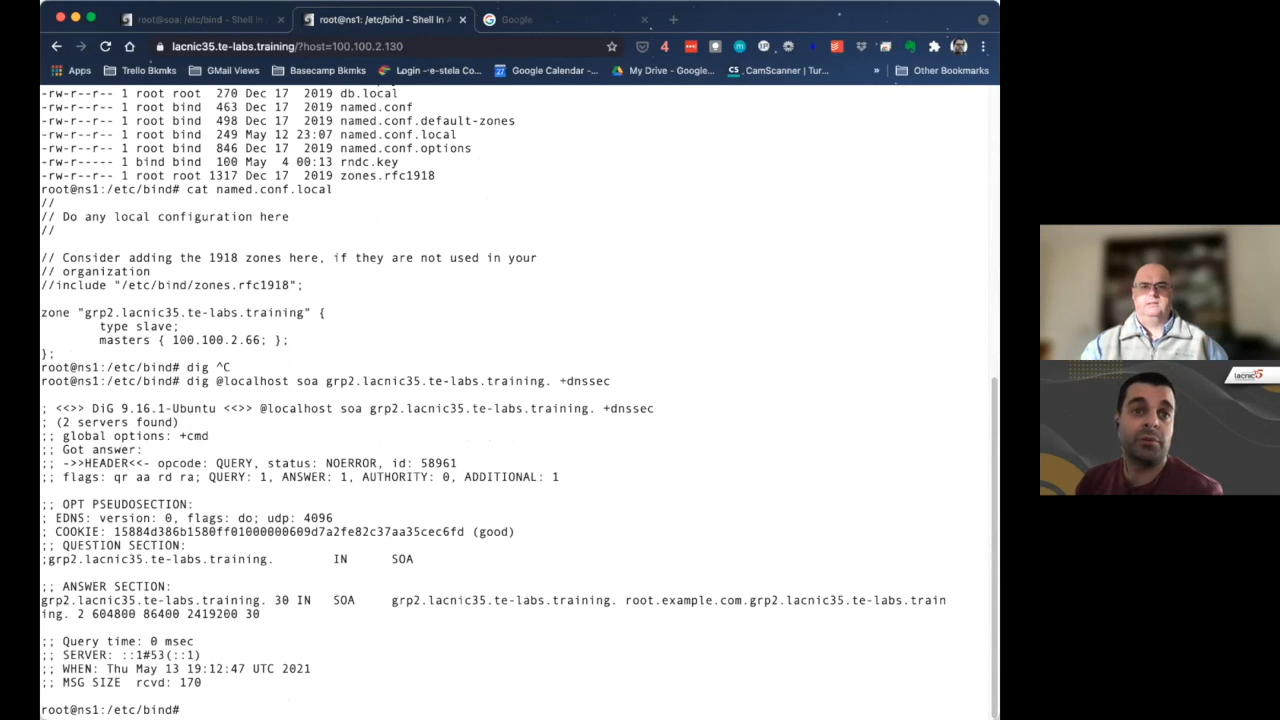 root@soa: /etc/bind - Shell In
root@ns1: /etc/bind - Shell In A
Google
lacnic35.te-labs.training/?host=100.100.2.130
4
Apps
Trello Bkmks
GMail Views
Basecamp Bkmks
Login - e-stela Co...
27
Google Calendar -...
My Drive - Google...
CS CamScanner | Tur...
»
Other Bookmarks
-rw-r--r-- 1 root root  270 Dec 17  2019 db.local
-rw-r--r-- 1 root bind  463 Dec 17  2019 named.conf
-rw-r--r-- 1 root bind  498 Dec 17  2019 named.conf.default-zones
-rw-r--r-- 1 root bind  249 May 12 23:07 named.conf.local
-rw-r--r-- 1 root bind  846 Dec 17  2019 named.conf.options
-rw-r----- 1 bind bind  100 May  4 00:13 rndc.key
-rw-r--r-- 1 root root 1317 Dec 17  2019 zones.rfc1918
root@ns1:/etc/bind# cat named.conf.local
//
// Do any local configuration here
//
// Consider adding the 1918 zones here, if they are not used in your
// organization
//include "/etc/bind/zones.rfc1918";
zone "grp2.lacnic35.te-labs.training" {
type slave;
masters { 100.100.2.66; };
};
root@ns1:/etc/bind# dig ^C
root@ns1:/etc/bind# dig @localhost soa grp2.lacnic35.te-labs.training. +dnssec
; <<>> DiG 9.16.1-Ubuntu <<>> @localhost soa grp2.lacnic35.te-labs.training. +dnssec
; (2 servers found)
;; global options: +cmd
;; Got answer:
;; ->>HEADER<<- opcode: QUERY, status: NOERROR, id: 58961
;; flags: qr aa rd ra; QUERY: 1, ANSWER: 1, AUTHORITY: 0, ADDITIONAL: 1
;; OPT PSEUDOSECTION:
; EDNS: version: 0, flags: do; udp: 4096
; COOKIE: 15884d386b1580ff01000000609d7a2fe82c37aa35cec6fd (good)
;; QUESTION SECTION:
;grp2.lacnic35.te-labs.training.        IN      SOA
;; ANSWER SECTION:
grp2.lacnic35.te-labs.training. 30 IN   SOA     grp2.lacnic35.te-labs.training. root.example.com.grp2.lacnic35.te-labs.train
ing. 2 604800 86400 2419200 30
;; Query time: 0 msec
;; SERVER: ::1#53(::1)
;; WHEN: Thu May 13 19:12:47 UTC 2021
;; MSG SIZE  rcvd: 170
root@ns1:/etc/bind#
lacnic35